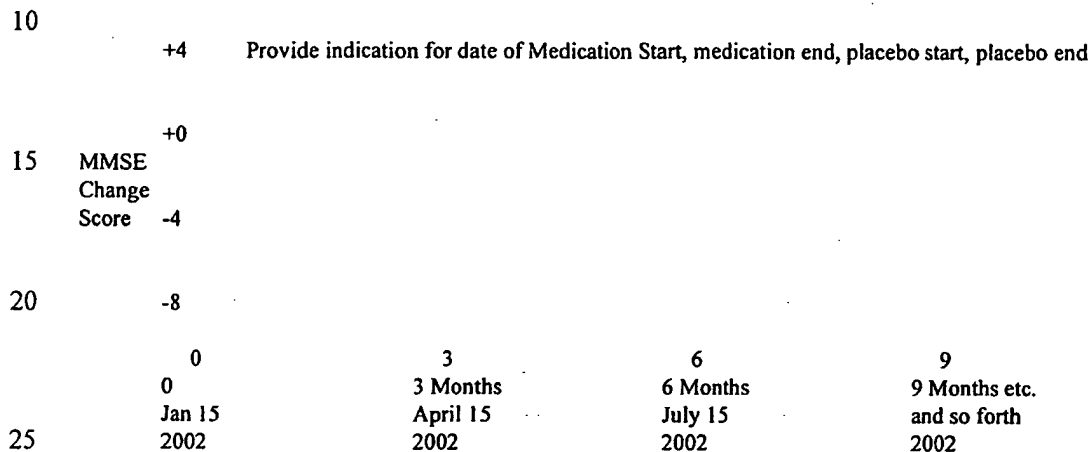 10
+4 Provide indication for date of Medication Start, medication end, placebo start, placebo end
+0
15 MMSE
Change
Score -4
20 -8
0 3 6 9
0 3 Months 6 Months 9 Months etc.
Jan 15 April 15 July 15 and so forth
25 2002 2002 2002 2002